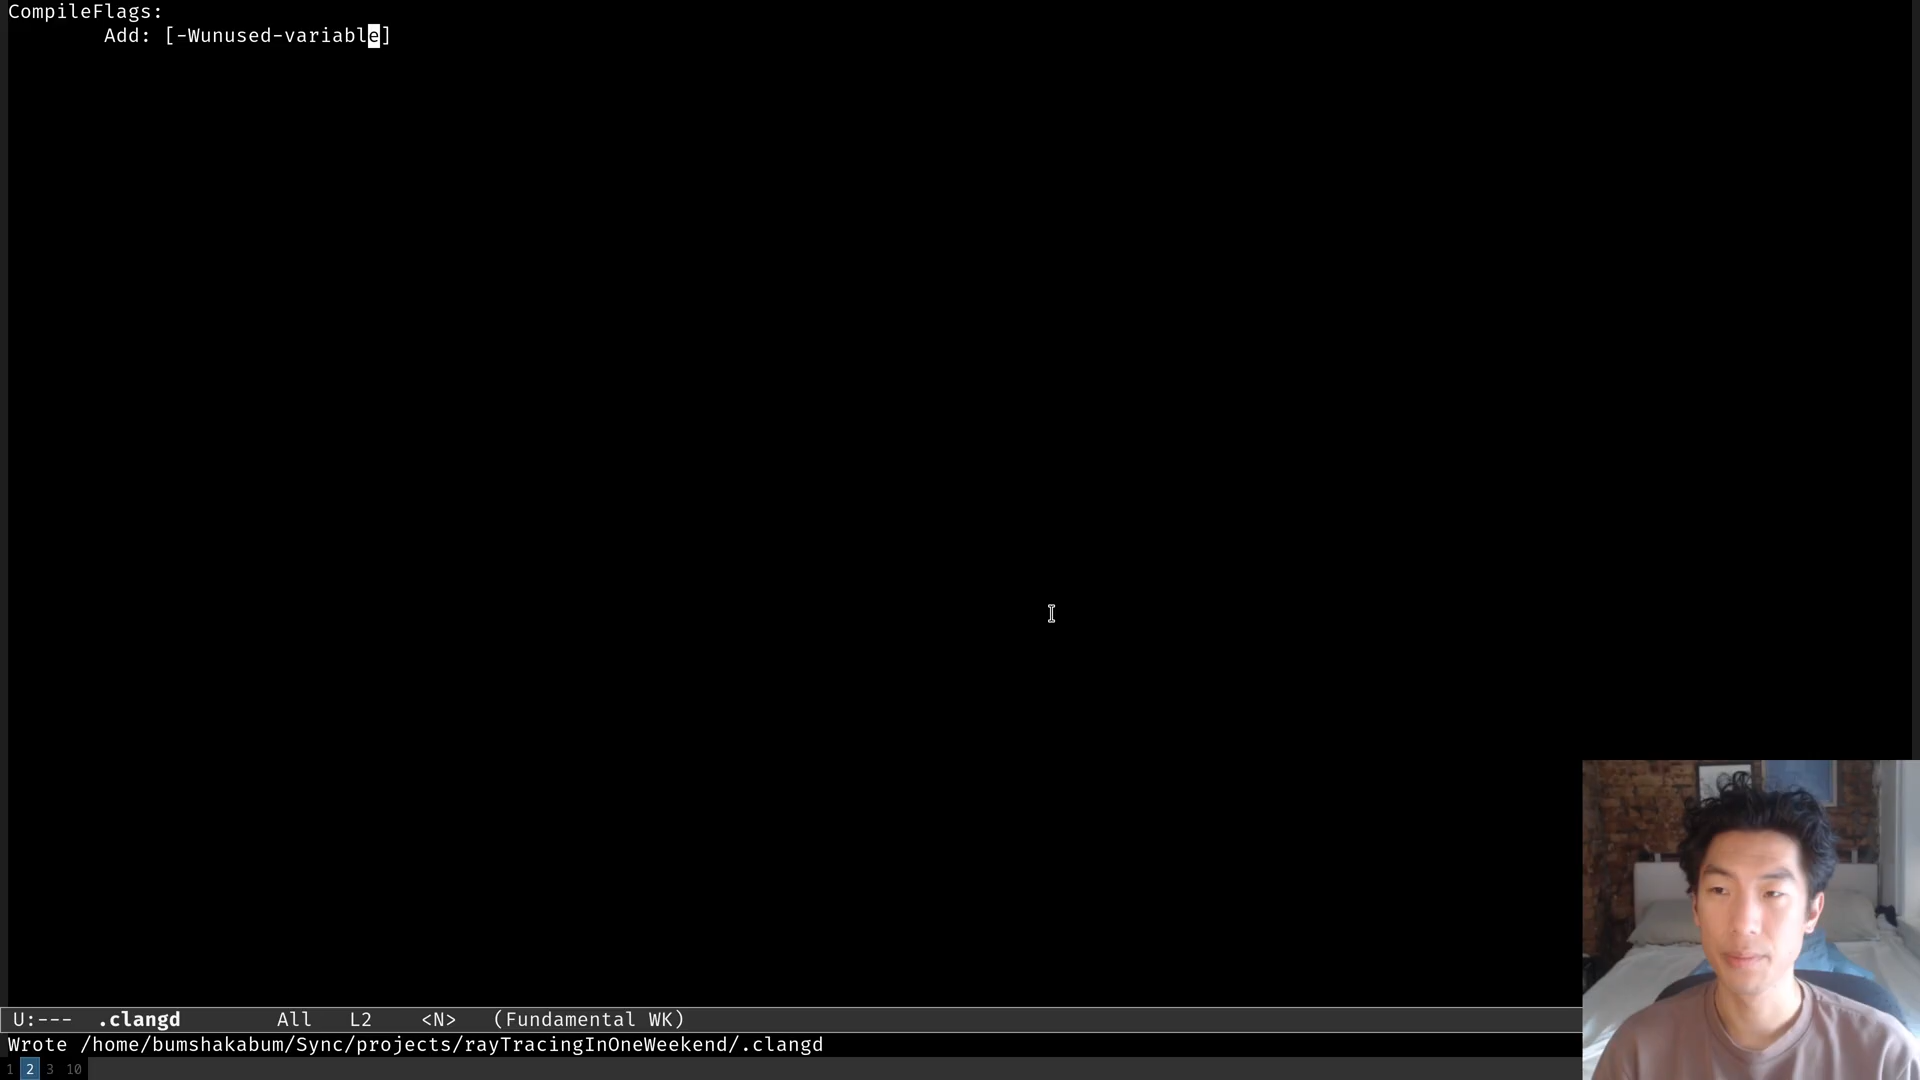 CompileFlags:
Add: [-Wunused-variable]
U:--- .clangd All L2 <N> (Fundamental WK)
Wrote /home/bumshakabum/Sync/projects/rayTracingInOneWeekend/.clangd
1 2 3 10